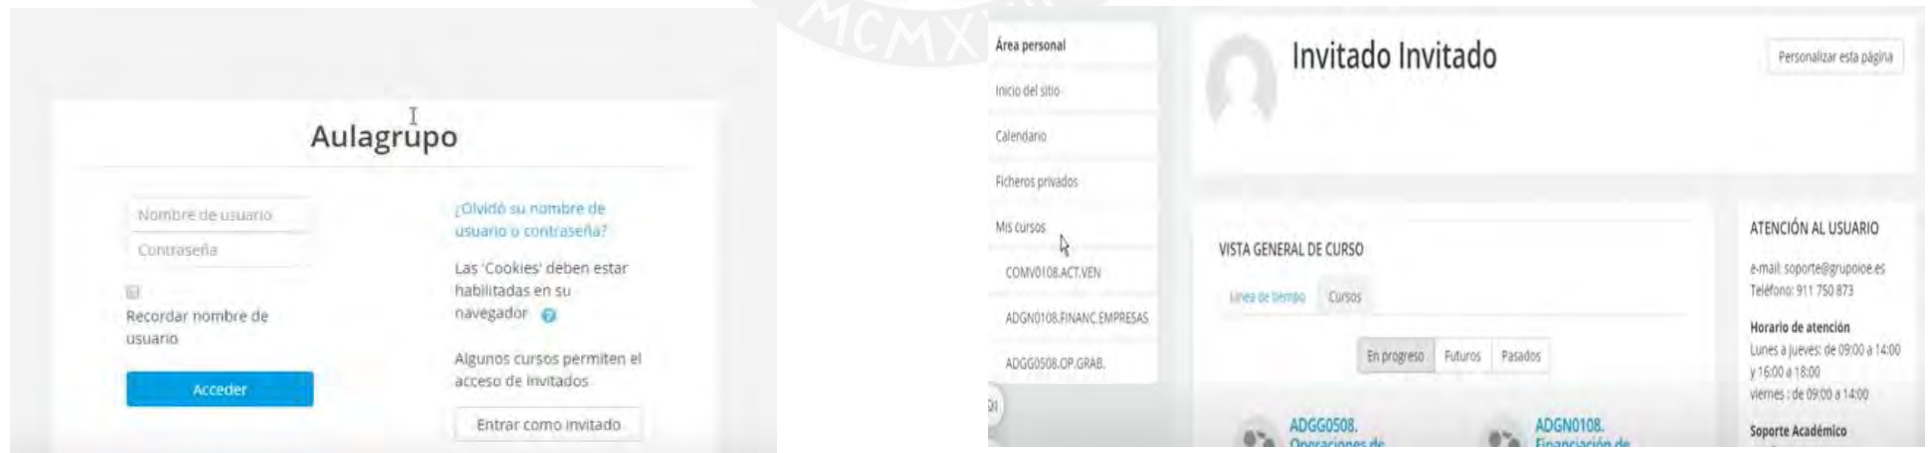 MCMX
Aulagrupo
Nombre de usuario
Contraseña
Recordar nombre de
usuario
Acceder
¿Olvidó su nombre de
usuario o contraseña?
Las 'Cookies' deben estar
habilitadas en su
navegador
Algunos cursos permiten el
acceso de invitados
Entrar como invitado
Área personal
Inicio del sitio
Calendario
Ficheros privados
Mis cursos
COMV0108.ACT.VEN
ADGN0108.FINANC.EMPRESAS
ADGG0508.OP.GRAB.
Invitado Invitado
Personalizar esta página
VISTA GENERAL DE CURSO
Línea de tiempo Cursos
En progreso Futuros Pasados
ADGG0508.
Operaciones de
ADGN0108.
Financiación de
ATENCIÓN AL USUARIO
e-mail: soporte@grupoioe.es
Teléfono: 911 750 873
Horario de atención
Lunes a jueves: de 09:00 a 14:00
y 16:00 a 18:00
viernes : de 09:00 a 14:00
Soporte Académico